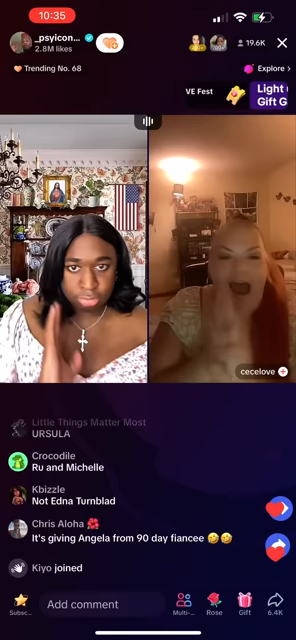 10:35
_psyicon...
2.8M likes
19.6K
Trending No. 68
Explore >
VE Fest
Light
Gift G
cecelove
Little Things Matter Most
URSULA
Crocodile
Ru and Michelle
Kbizzle
Not Edna Turnblad
Chris Aloha 🌺
It's giving Angela from 90 day fiancee 🤣🤣
Kiyo joined
Subsc...
Add comment
Multi-...
Rose
Gift
6.4K